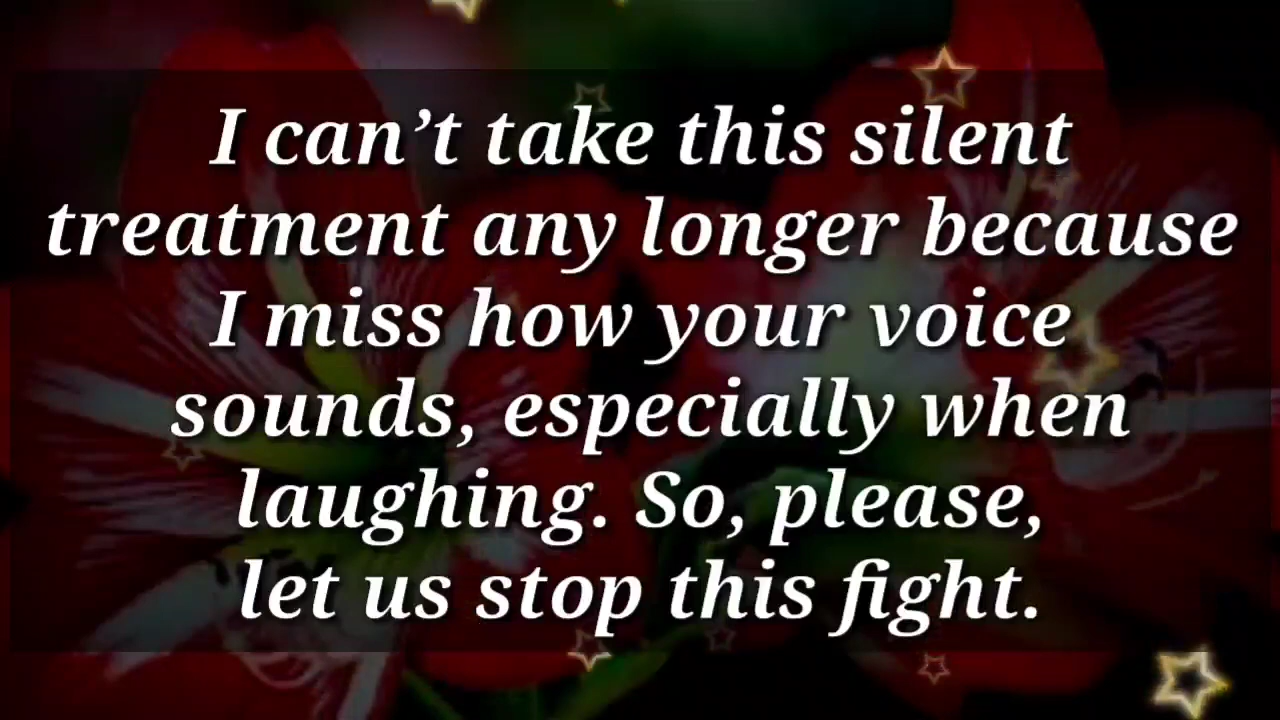 I can’t take this silent
treatment any longer because
I miss how your voice
sounds, especially when
laughing. So, please,
let us stop this fight.